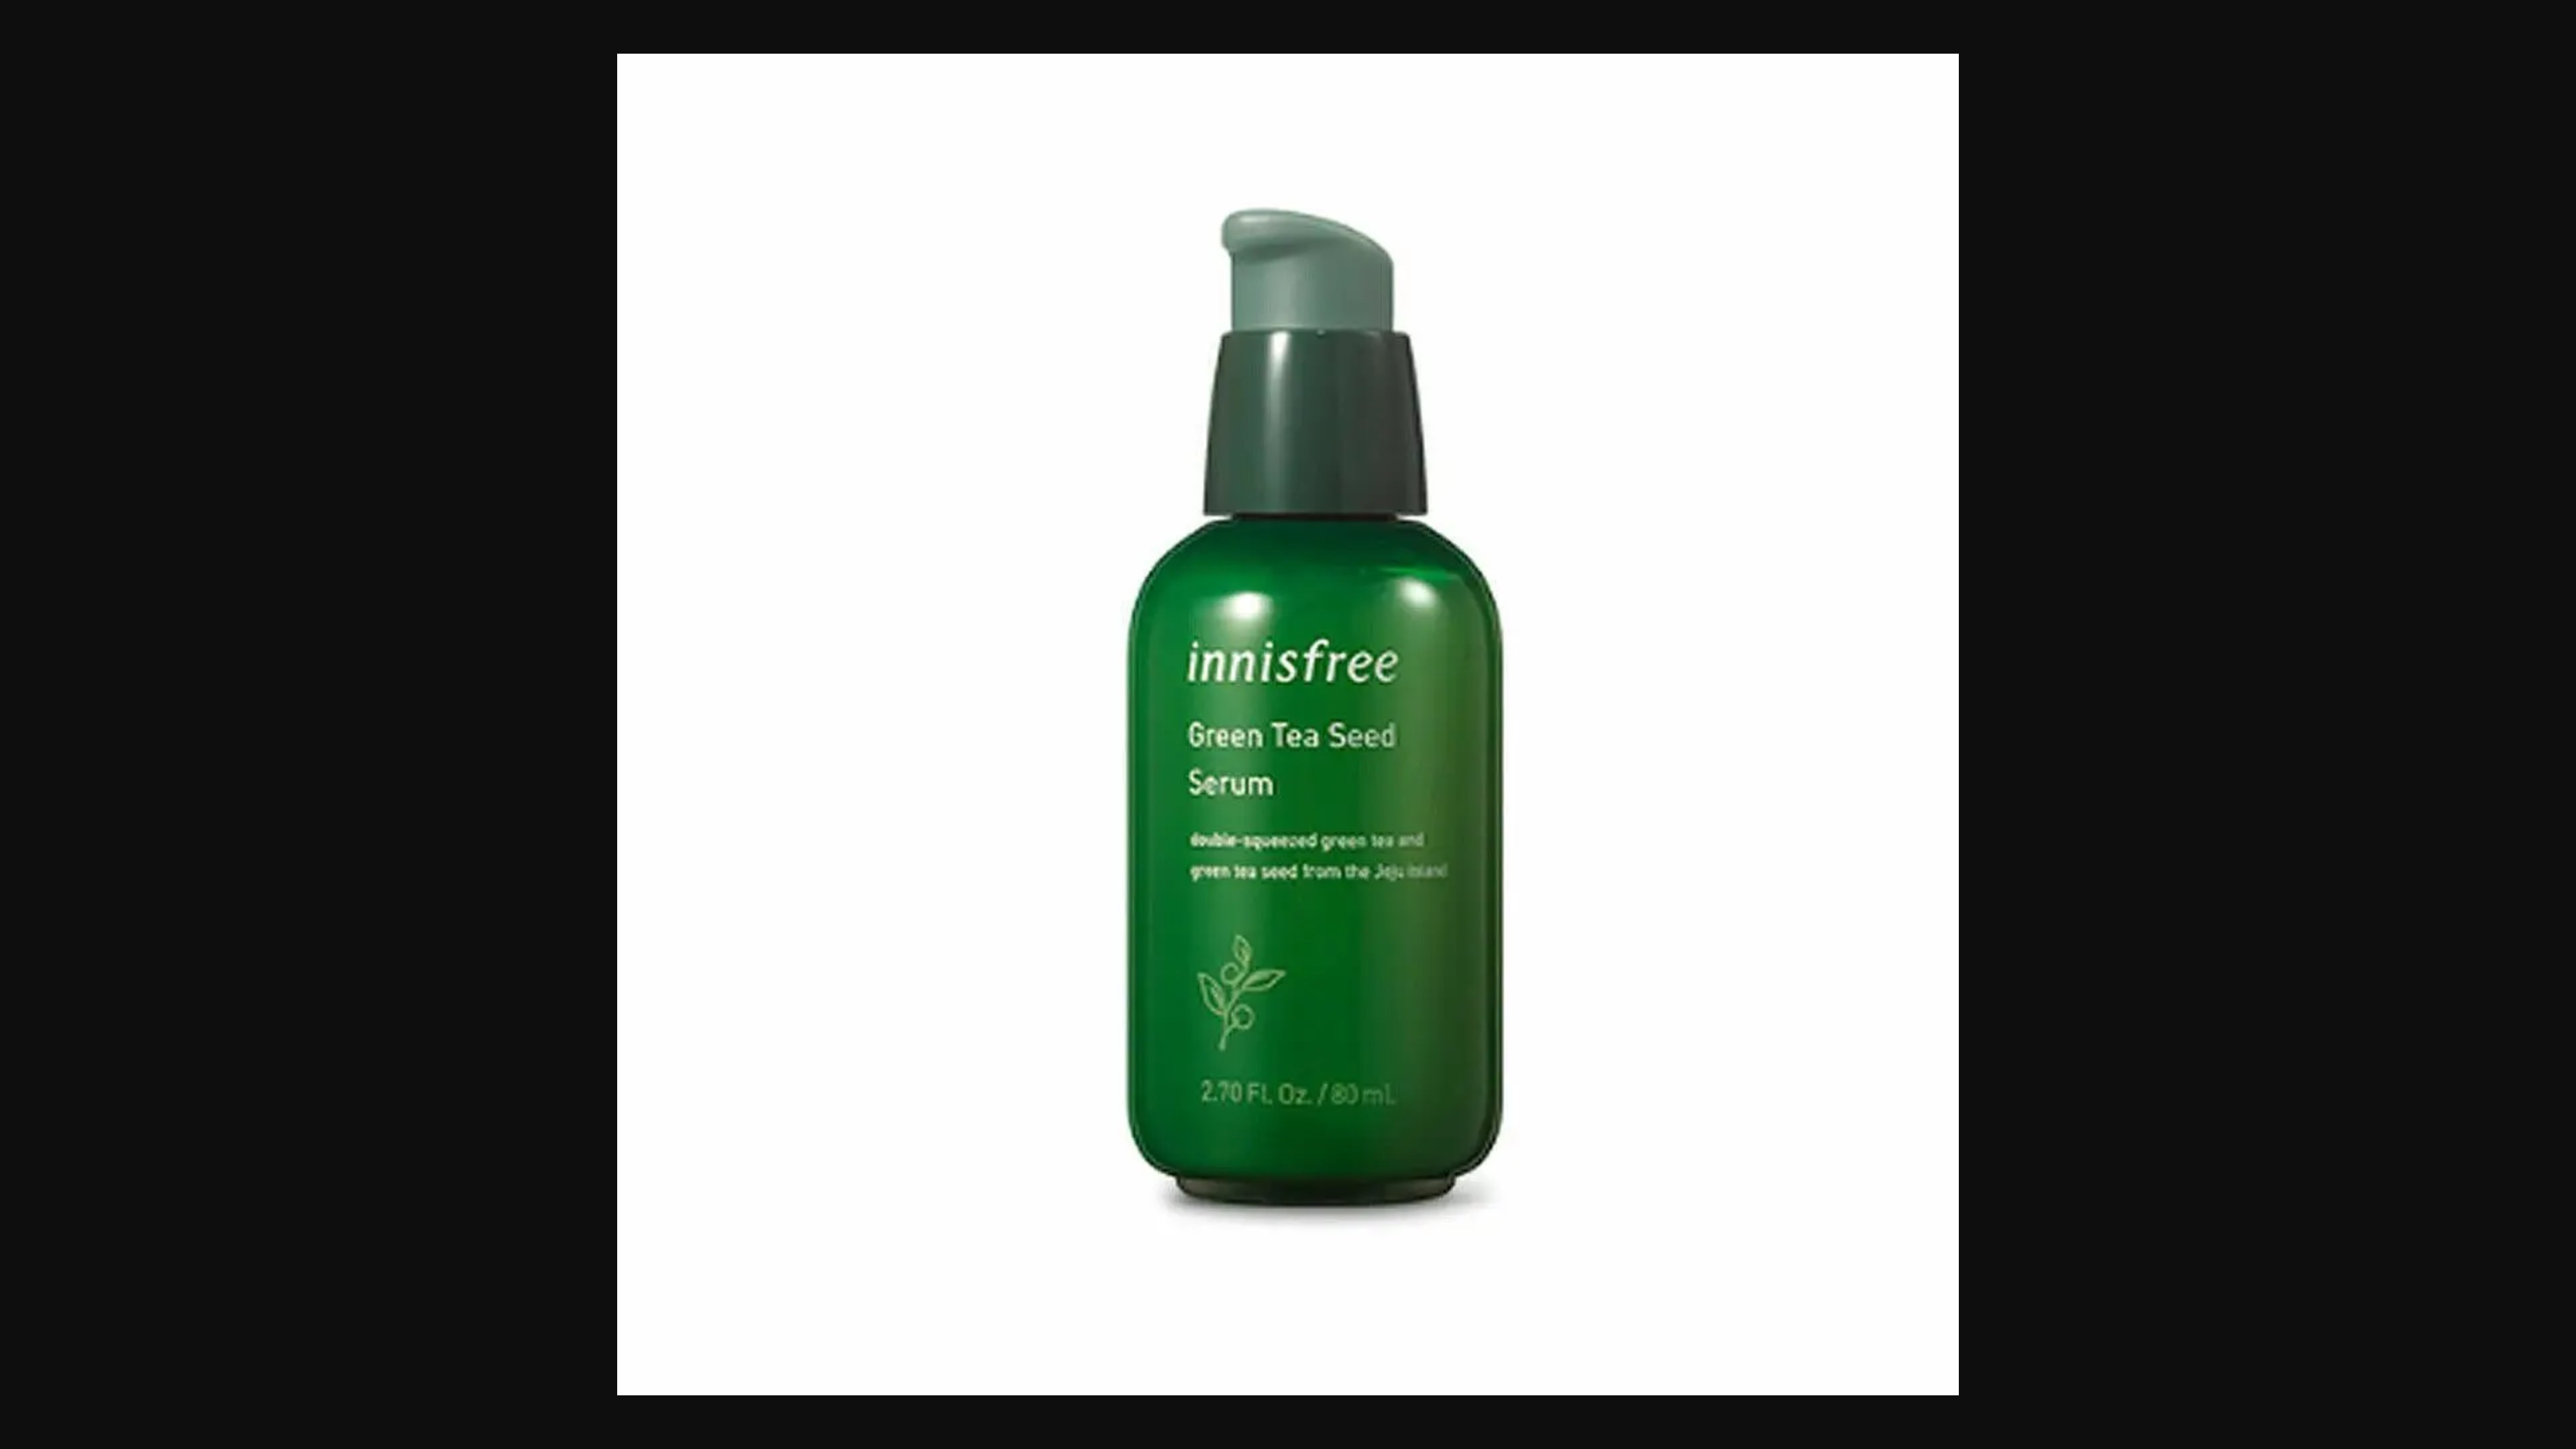 innisfree
Green Tea Seed
Serum
double-squeezed green tea and
green tea seed from the Jeju island
2.70 FL. Oz. / 80 mL